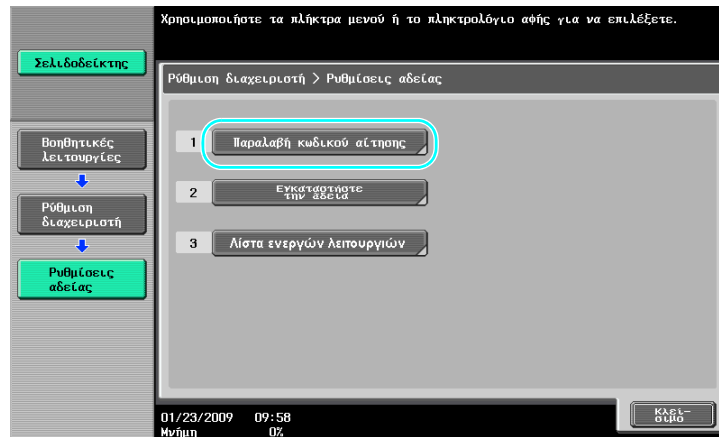 Χρησιμοποιήστε τα πλήκτρα μενού ή το πληκτρολόγιο αφής για να επιλέξετε.
Σελιδοδείκτης
Ρύθμιση διαχειριστή > Ρυθμίσεις αδείας
Βοηθητικές
λειτουργίες
Ρύθμιση
διαχειριστή
Ρυθμίσεις
αδείας
1 Παραλαβή κωδικού αίτησης
2 Εγκαταστήστε
την άδεια
3 Λίστα ενεργών λειτουργιών
01/23/2009 09:58
Μνήμη 0%
Κλεί-
σιμο